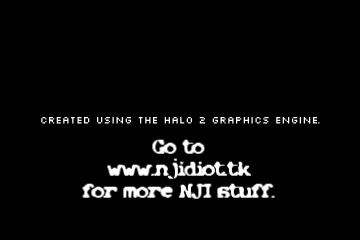 CREATED USING THE HALO 2 GRAPHICS ENGINE.
Go to
www.njidiot.tk
for more NJI stuff.